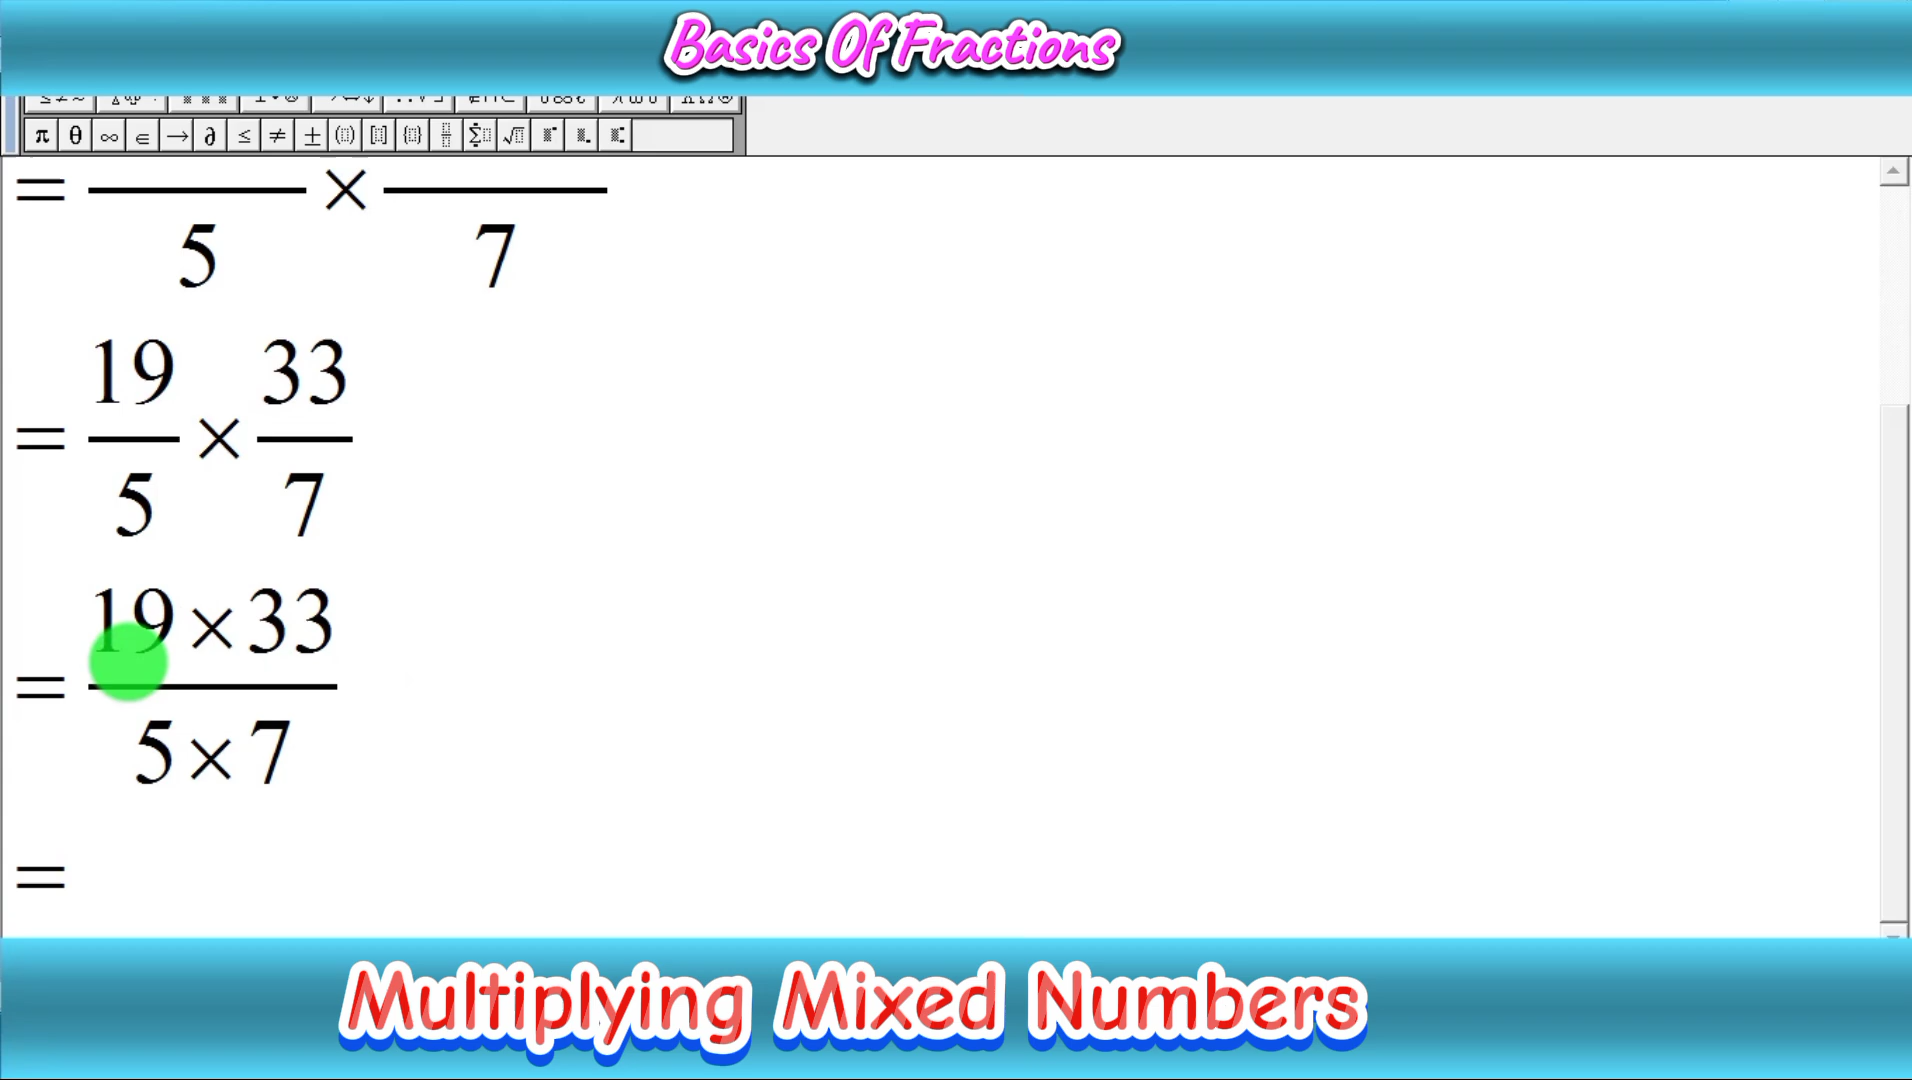 Basics Of Fractions
π θ ∞ ∈ → ∂ ≤ ≠ ± (▯) [▯] {▯} ∑▯ √▯
= ― × ―
5 7
19 33
= ― × ―
5 7
19 × 33
= ―
5 × 7
=
Multiplying Mixed Numbers